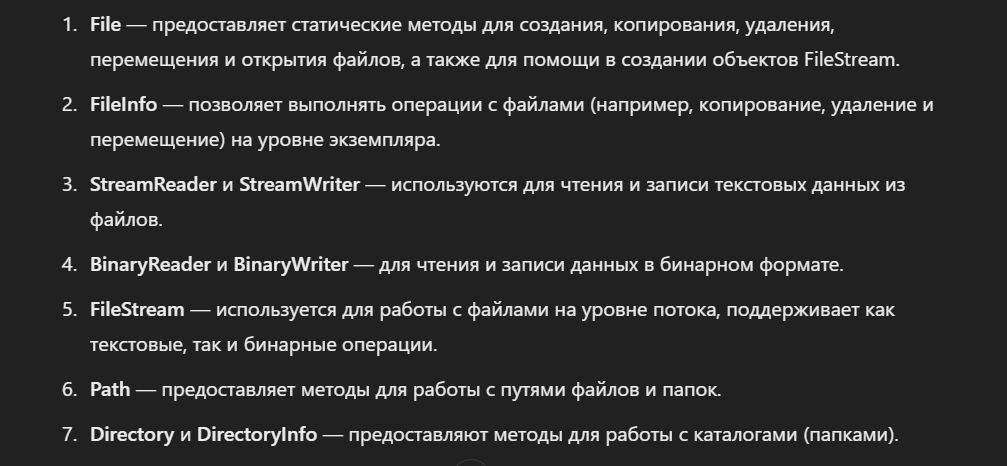 1. File — предоставляет статические методы для создания, копирования, удаления,
перемещения и открытия файлов, а также для помощи в создании объектов FileStream.
2. FileInfo — позволяет выполнять операции с файлами (например, копирование, удаление и
перемещение) на уровне экземпляра.
3. StreamReader и StreamWriter — используются для чтения и записи текстовых данных из
файлов.
4. BinaryReader и BinaryWriter — для чтения и записи данных в бинарном формате.
5. FileStream — используется для работы с файлами на уровне потока, поддерживает как
текстовые, так и бинарные операции.
6. Path — предоставляет методы для работы с путями файлов и папок.
7. Directory и DirectoryInfo — предоставляют методы для работы с каталогами (папками).